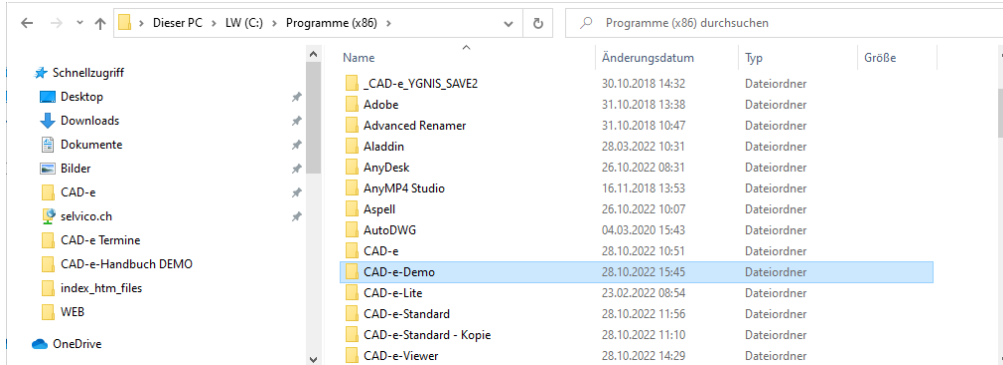 Dieser PC > LW (C:) > Programme (x86) >
Programme (x86) durchsuchen
Schnellzugriff
Desktop
Downloads
Dokumente
Bilder
CAD-e
selvico.ch
CAD-e Termine
CAD-e-Handbuch DEMO
index_htm_files
WEB
OneDrive
Name Änderungsdatum Typ Größe
_CAD-e_YGNIS_SAVE2 30.10.2018 14:32 Dateiordner
Adobe 31.10.2018 13:38 Dateiordner
Advanced Renamer 31.10.2018 10:47 Dateiordner
Aladdin 28.03.2022 10:31 Dateiordner
AnyDesk 26.10.2022 08:31 Dateiordner
AnyMP4 Studio 16.11.2018 13:53 Dateiordner
Aspell 26.10.2022 10:07 Dateiordner
AutoDWG 04.03.2020 15:43 Dateiordner
CAD-e 28.10.2022 10:51 Dateiordner
CAD-e-Demo 28.10.2022 15:45 Dateiordner
CAD-e-Lite 23.02.2022 08:54 Dateiordner
CAD-e-Standard 28.10.2022 11:56 Dateiordner
CAD-e-Standard - Kopie 28.10.2022 11:10 Dateiordner
CAD-e-Viewer 28.10.2022 14:29 Dateiordner